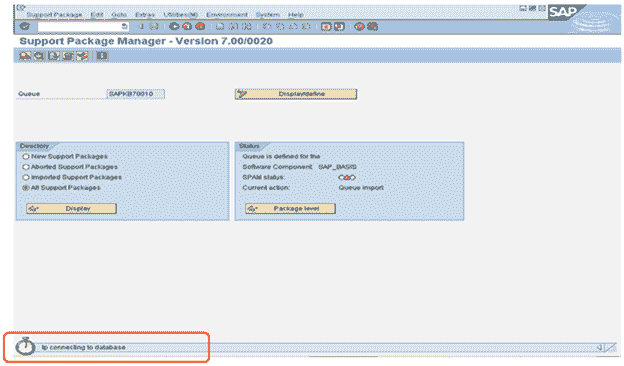 Support Package Edit Goto Extras Utilities(M) Environment System Help
SAP
Support Package Manager - Version 7.00/0020
Queue SAPKB70010 Display/define
Directory
New Support Packages
Aborted Support Packages
Imported Support Packages
All Support Packages
Display
Status
Queue is defined for the
Software Component SAP_BASIS
SPAM status:
Current action: Queue import
Package level
tp connecting to database